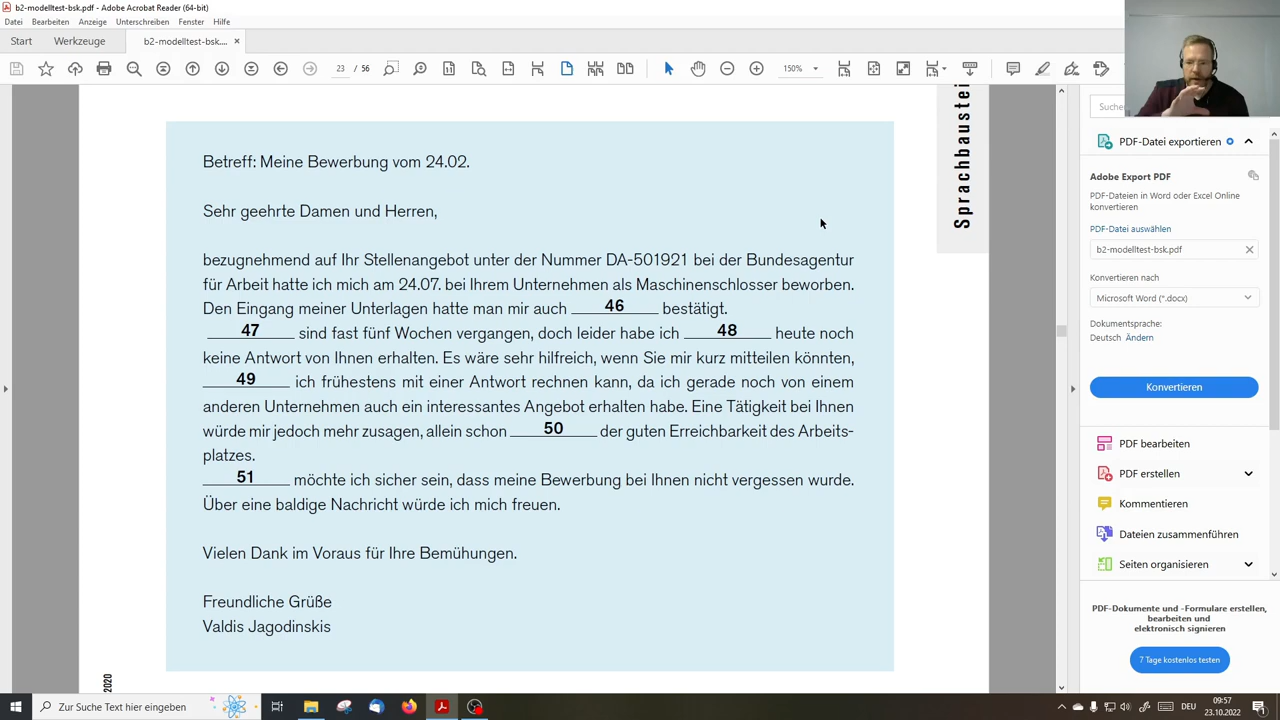 b2-modelltest-bsk.pdf - Adobe Acrobat Reader (64-bit)
Datei Bearbeiten Anzeige Unterschreiben Fenster Hilfe
Start Werkzeuge b2-modelltest-bsk.... ×
23 / 56 150%
Sprachbaustei
Betreff: Meine Bewerbung vom 24.02.
Sehr geehrte Damen und Herren,
bezugnehmend auf Ihr Stellenangebot unter der Nummer DA-501921 bei der Bundesagentur
für Arbeit hatte ich mich am 24.07. bei Ihrem Unternehmen als Maschinenschlosser beworben.
Den Eingang meiner Unterlagen hatte man mir auch 46 bestätigt.
47 sind fast fünf Wochen vergangen, doch leider habe ich 48 heute noch
keine Antwort von Ihnen erhalten. Es wäre sehr hilfreich, wenn Sie mir kurz mitteilen könnten,
49 ich frühestens mit einer Antwort rechnen kann, da ich gerade noch von einem
anderen Unternehmen auch ein interessantes Angebot erhalten habe. Eine Tätigkeit bei Ihnen
würde mir jedoch mehr zusagen, allein schon 50 der guten Erreichbarkeit des Arbeits-
platzes.
51 möchte ich sicher sein, dass meine Bewerbung bei Ihnen nicht vergessen wurde.
Über eine baldige Nachricht würde ich mich freuen.
Vielen Dank im Voraus für Ihre Bemühungen.
Freundliche Grüße
Valdis Jagodinskis
2020
Suche
PDF-Datei exportieren
Adobe Export PDF
PDF-Dateien in Word oder Excel Online
konvertieren
PDF-Datei auswählen
b2-modelltest-bsk.pdf
Konvertieren nach
Microsoft Word (*.docx)
Dokumentsprache:
Deutsch Ändern
Konvertieren
PDF bearbeiten
PDF erstellen
Kommentieren
Dateien zusammenführen
Seiten organisieren
PDF-Dokumente und -Formulare erstellen,
bearbeiten und
elektronisch signieren
7 Tage kostenlos testen
Zur Suche Text hier eingeben
DEU
09:57
23.10.2022